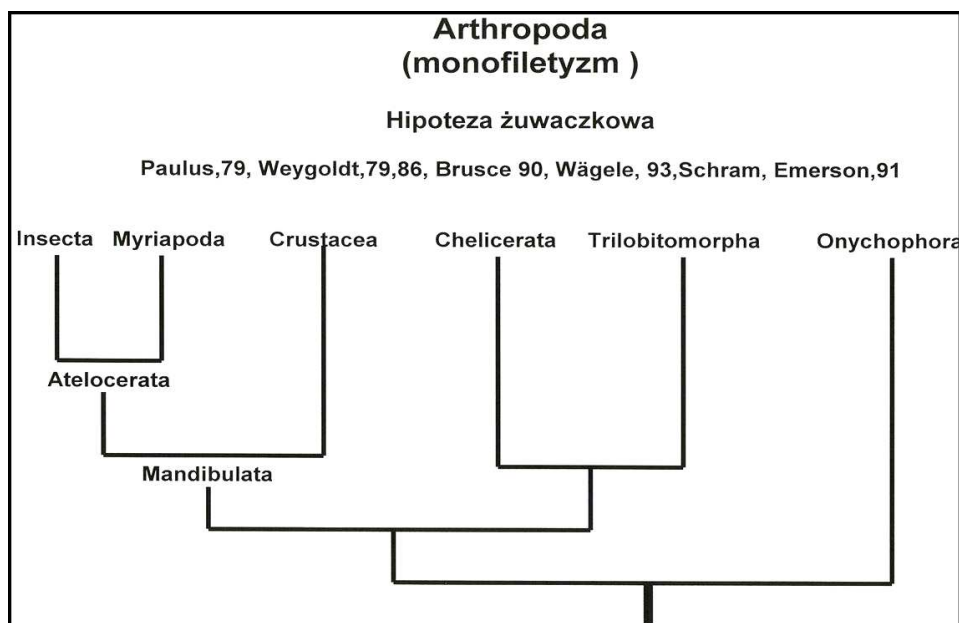 Arthropoda
(monofiletyzm )
Hipoteza żuwaczkowa
Paulus,79, Weygoldt,79,86, Brusce 90, Wägele, 93,Schram, Emerson,91
Insecta Myriapoda Crustacea Chelicerata Trilobitomorpha Onychophora
Atelocerata
Mandibulata